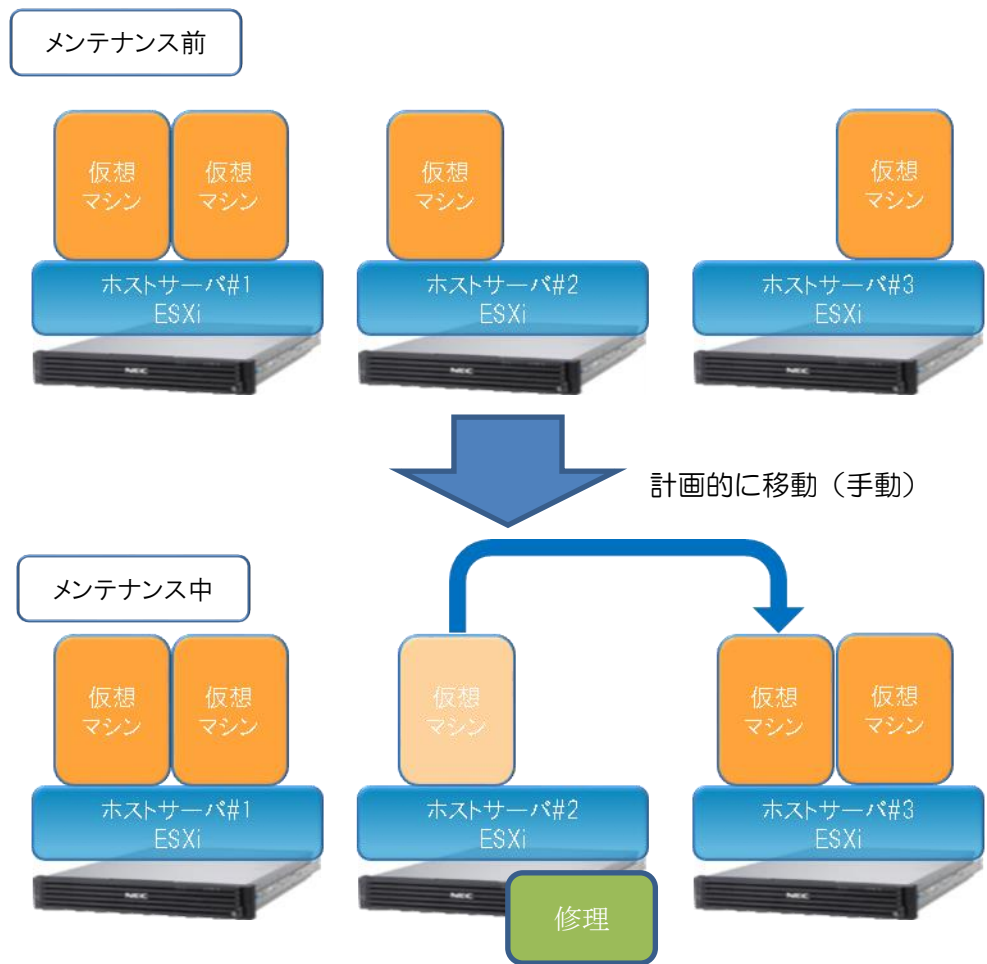 メンテナンス前
仮想
マシン
仮想
マシン
仮想
マシン
仮想
マシン
ホストサーバ#1
ESXi
ホストサーバ#2
ESXi
ホストサーバ#3
ESXi
NEC
NEC
NEC
計画的に移動（手動）
メンテナンス中
仮想
マシン
仮想
マシン
仮想
マシン
仮想
マシン
仮想
マシン
ホストサーバ#1
ESXi
ホストサーバ#2
ESXi
ホストサーバ#3
ESXi
NEC
NEC
NEC
修理